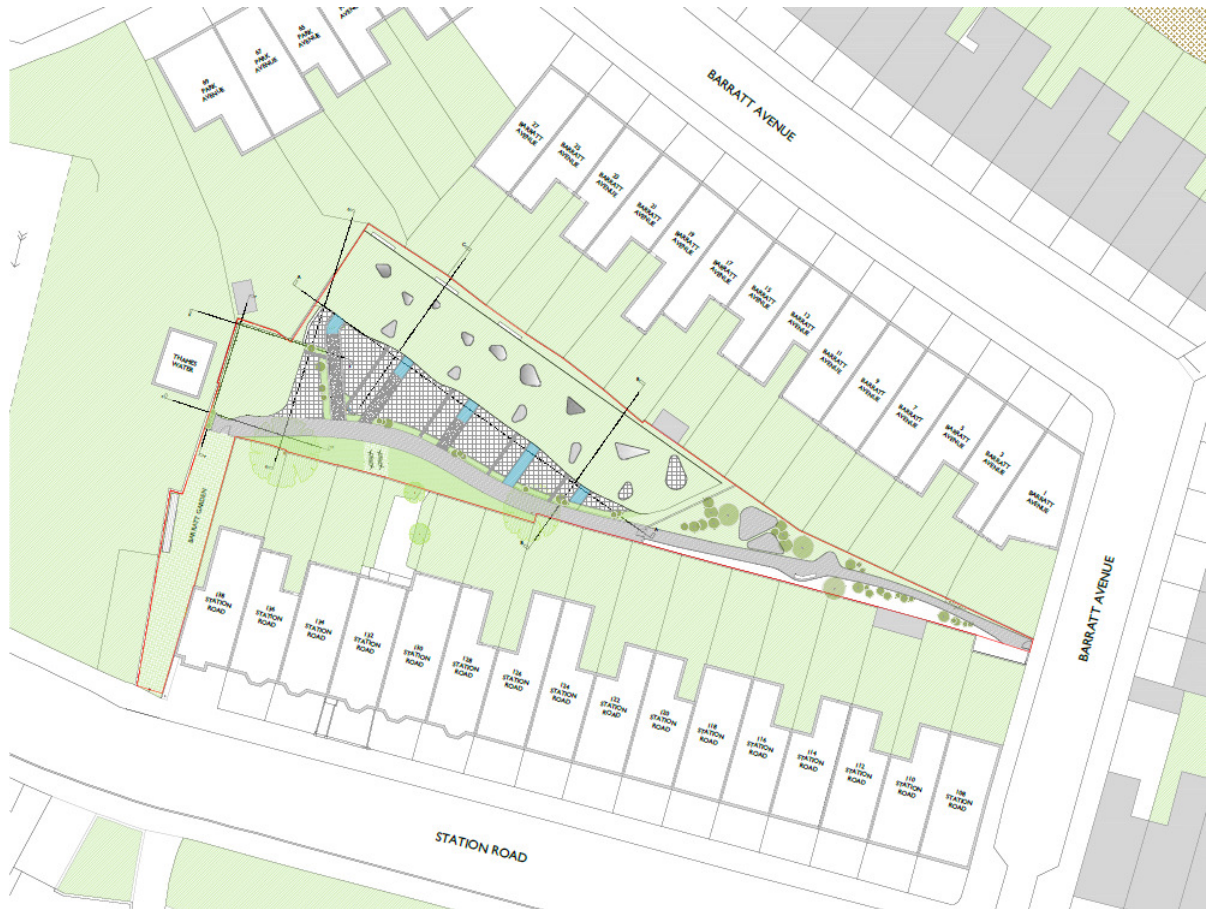 65
PARK
AVENUE
67
PARK
AVENUE
69
PARK
AVENUE
BARRATT AVENUE
27
BARRATT
AVENUE
25
BARRATT
AVENUE
BARRATT
AVENUE
21
BARRATT
AVENUE
19
BARRATT
AVENUE
17
BARRATT
AVENUE
15
BARRATT
AVENUE
BARRATT
AVENUE
11
BARRATT
AVENUE
9
BARRATT
AVENUE
7
BARRATT
AVENUE
BARRATT
AVENUE
BARRATT
AVENUE
1
BARRATT
AVENUE
THAMES
WATER
BARRATT GARDEN
BARRATT AVENUE
138
STATION
ROAD
136
STATION
ROAD
134
STATION
ROAD
132
STATION
ROAD
130
STATION
ROAD
128
STATION
ROAD
126
STATION
ROAD
124
STATION
ROAD
122
STATION
ROAD
120
STATION
ROAD
118
STATION
ROAD
116
STATION
ROAD
114
STATION
ROAD
112
STATION
ROAD
110
STATION
ROAD
108
STATION
ROAD
STATION ROAD